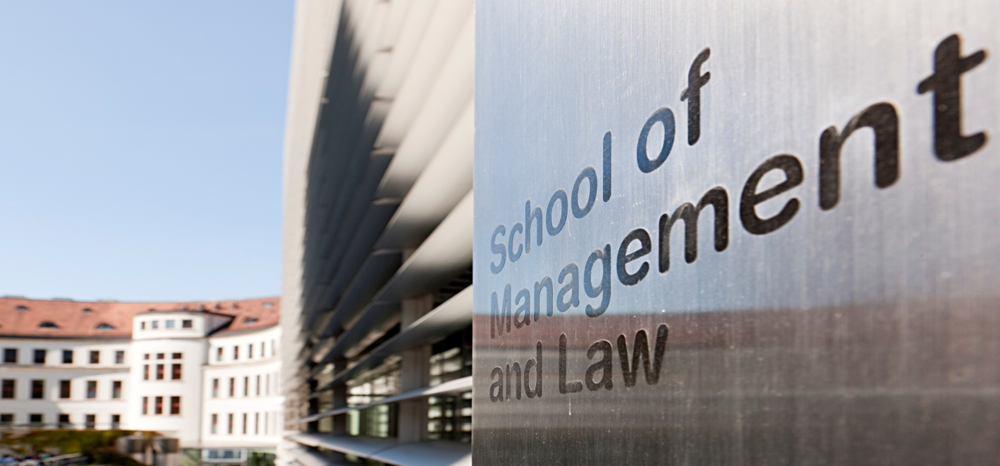 School of
Management
and Law